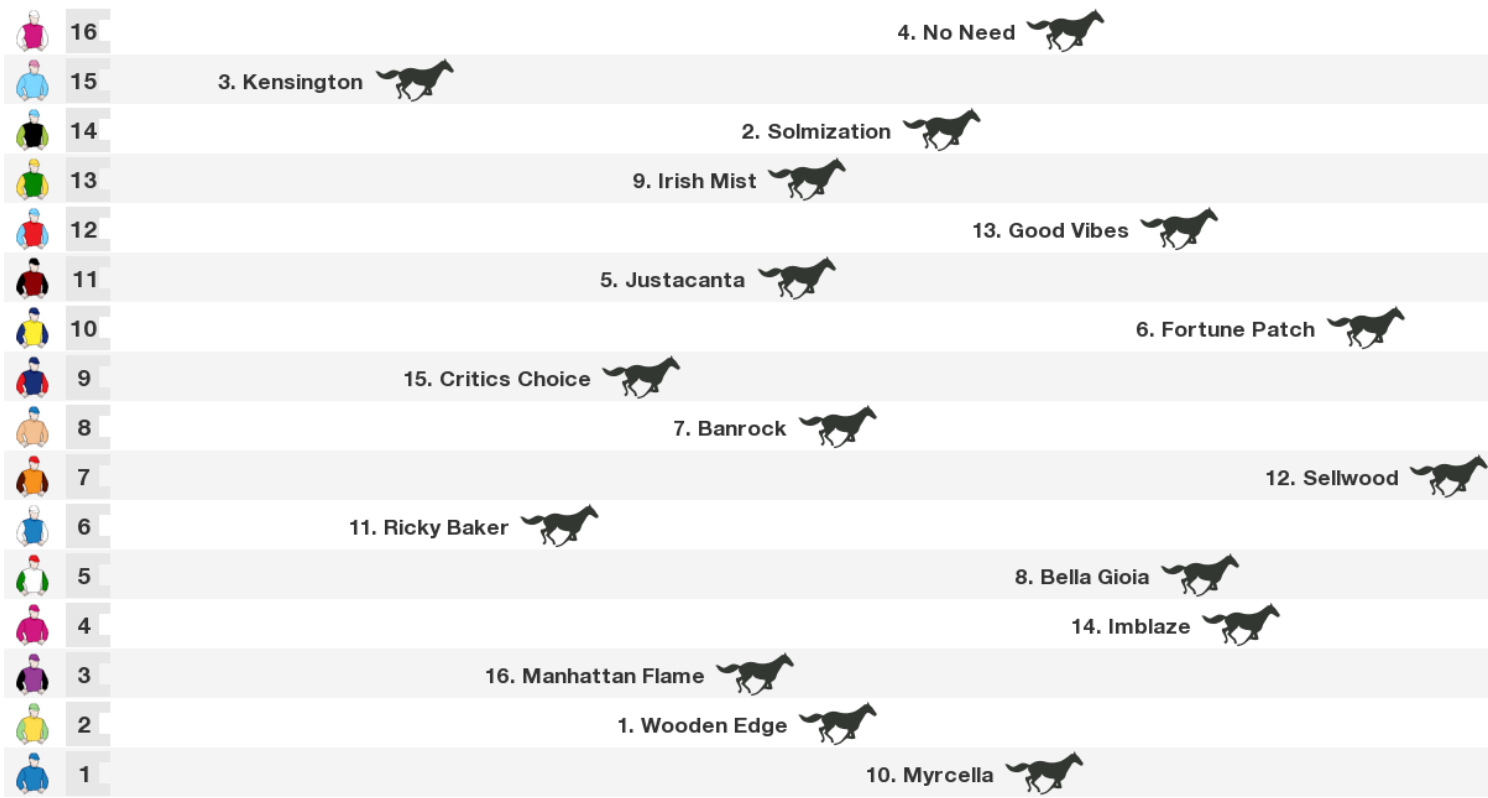 16 4. No Need
15 3. Kensington
14 2. Solmization
13 9. Irish Mist
12 13. Good Vibes
11 5. Justacanta
10 6. Fortune Patch
9 15. Critics Choice
8 7. Banrock
7 12. Sellwood
6 11. Ricky Baker
5 8. Bella Gioia
4 14. Imblaze
3 16. Manhattan Flame
2 1. Wooden Edge
1 10. Myrcella